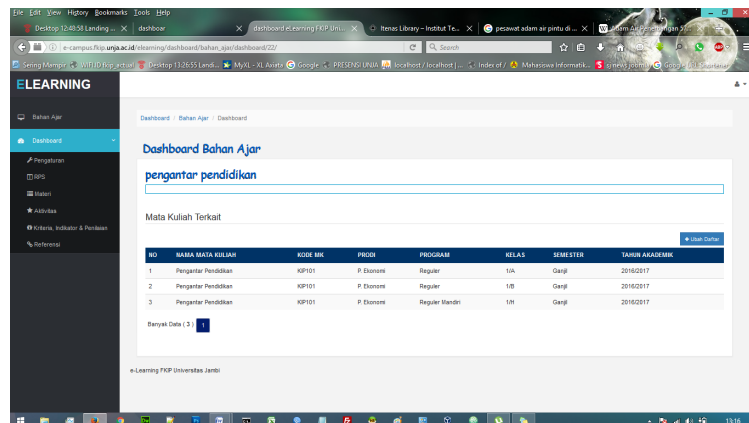 File Edit View History Bookmarks Tools Help
Desktop 12:48:58 Landing ...
dashboar
dashboard eLearning FKIP Uni...
Itenas Library – Institut Te...
pesawat adam air pintu di ...
e-campus.fkip.unja.ac.id/elearning/dashboard/bahan_ajar/dashboard/22/
Search
Sering Mampir
Desktop 13:26:55 Landi...
MyXL - XL Axiata
Google
PRESENSI UNJA
localhost / localhost | ...
Index of /
Mahasiswa Informatik...
ELEARNING
Bahan Ajar
Dashboard
Pengaturan
RPS
Materi
Aktivitas
Kriteria, Indikator & Penilaian
Referensi
Dashboard / Bahan Ajar / Dashboard
Dashboard Bahan Ajar
pengantar pendidikan
Mata Kuliah Terkait
Ubah Daftar
NO NAMA MATA KULIAH KODE MK PRODI PROGRAM KELAS SEMESTER TAHUN AKADEMIK
1 Pengantar Pendidikan KIP101 P. Ekonomi Reguler 1/A Ganjil 2016/2017
2 Pengantar Pendidikan KIP101 P. Ekonomi Reguler 1/B Ganjil 2016/2017
3 Pengantar Pendidikan KIP101 P. Ekonomi Reguler Mandiri 1/H Ganjil 2016/2017
Banyak Data ( 3 ) 1
e-Learning FKIP Universitas Jambi
13:16